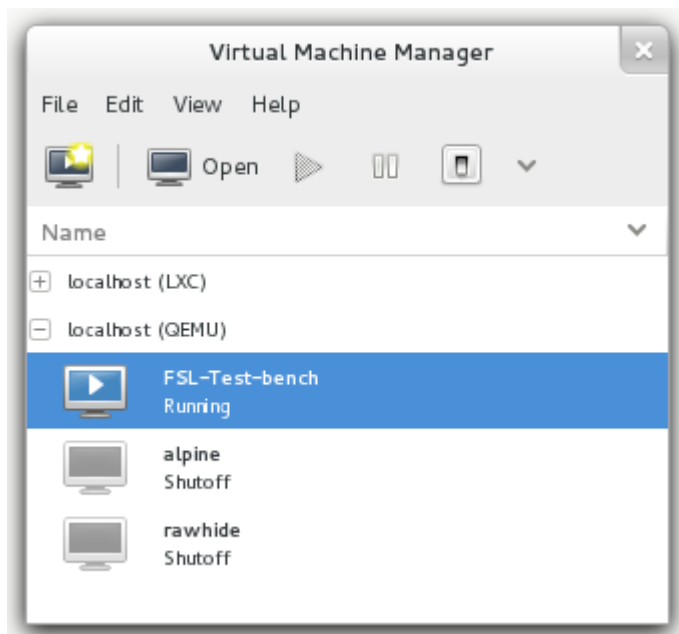 Virtual Machine Manager
File Edit View Help
Open
Name
localhost (LXC)
localhost (QEMU)
FSL-Test-bench
Running
alpine
Shutoff
rawhide
Shutoff